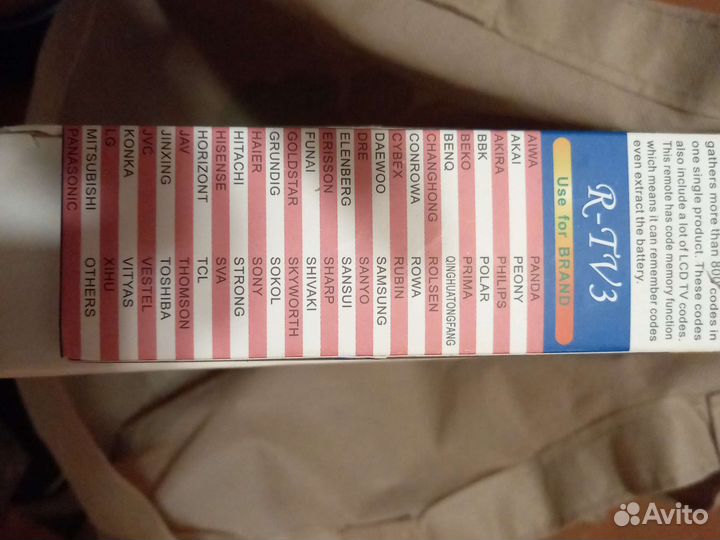 gathers more than codes in
one single product. These codes
also include a lot of LCD TV codes.
This remote has code memory function
which means it can remember codes
even extract the battery.
R-TV3
Use for BRAND
AIWA PANDA
AKAI PEONY
AKIRA PHILIPS
BBK POLAR
BEKO PRIMA
BENQ QINGHUATONGFANG
CHANGHONG ROLSEN
CONROWA ROWA
CYBEX RUBIN
DAEWOO SAMSUNG
DRE SANYO
ELENBERG SANSUI
ERISSON SHARP
FUNAI SHIVAKI
GOLDSTAR SKYWORTH
GRUNDIG SOKOL
HAIER SONY
HITACHI STRONG
HISENSE SVA
HORIZONT TCL
JAV THOMSON
JINXING TOSHIBA
JVC VESTEL
KONKA VITYAS
LG XIHU
MITSUBISHI OTHERS
PANASONIC
Avito